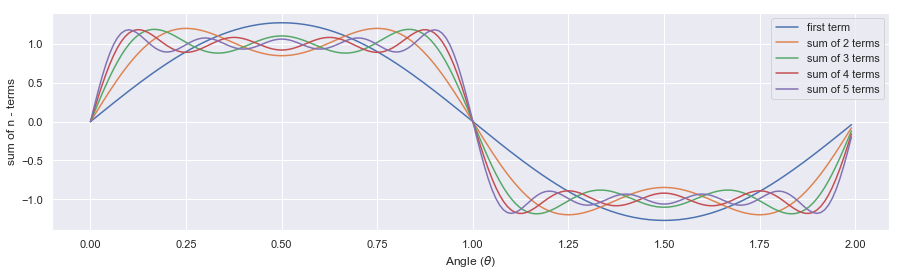 first term
sum of 2 terms
sum of 3 terms
sum of 4 terms
sum of 5 terms
1.0
0.5
0.0
−0.5
−1.0
sum of n - terms
0.00 0.25 0.50 0.75 1.00 1.25 1.50 1.75 2.00
Angle (θ)